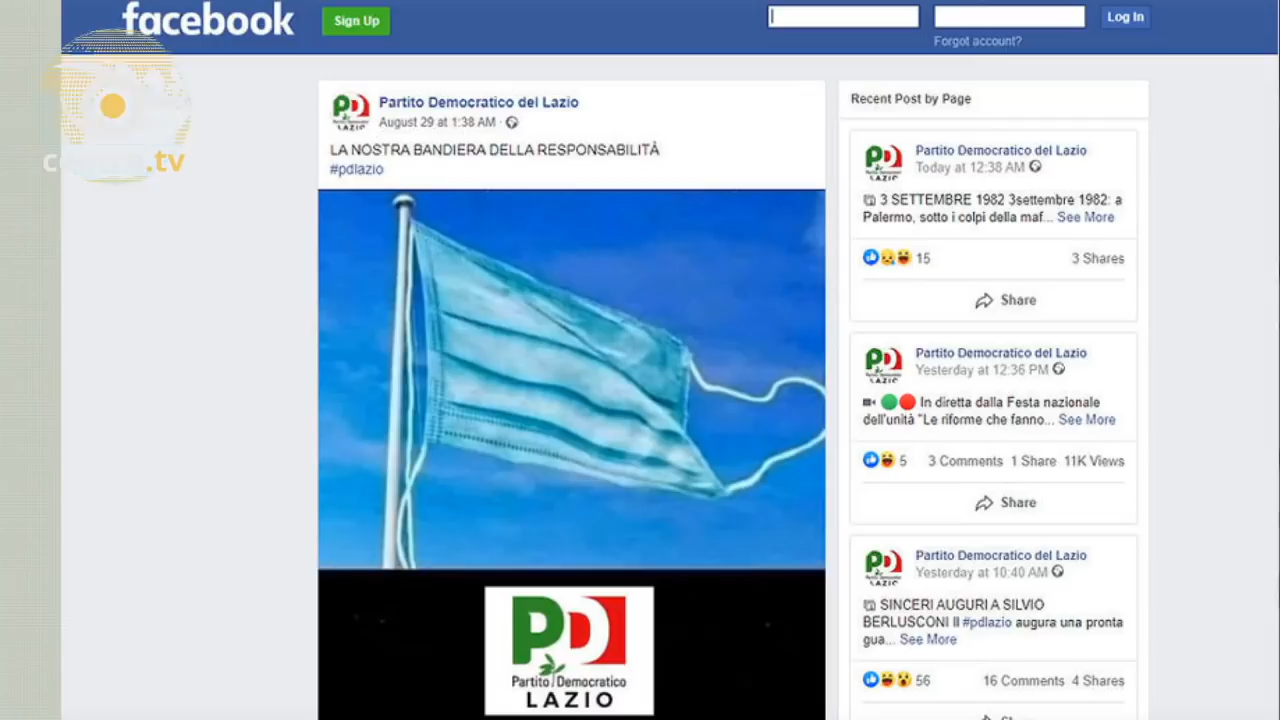 facebook
Sign Up
Log In
Forgot account?
.tv
Partito Democratico del Lazio
August 29 at 1:38 AM ·
LA NOSTRA BANDIERA DELLA RESPONSABILITÀ
#pdlazio
PD
Partito Democratico
LAZIO
Recent Post by Page
Partito Democratico del Lazio
Today at 12:38 AM
3 SETTEMBRE 1982 3settembre 1982: a
Palermo, sotto i colpi della maf... See More
15
3 Shares
Share
Partito Democratico del Lazio
Yesterday at 12:36 PM
In diretta dalla Festa nazionale
dell'unità "Le riforme che fanno... See More
5
3 Comments 1 Share 11K Views
Share
Partito Democratico del Lazio
Yesterday at 10:40 AM
SINCERI AUGURI A SILVIO
BERLUSCONI Il #pdlazio augura una pronta
gua... See More
56
16 Comments 4 Shares